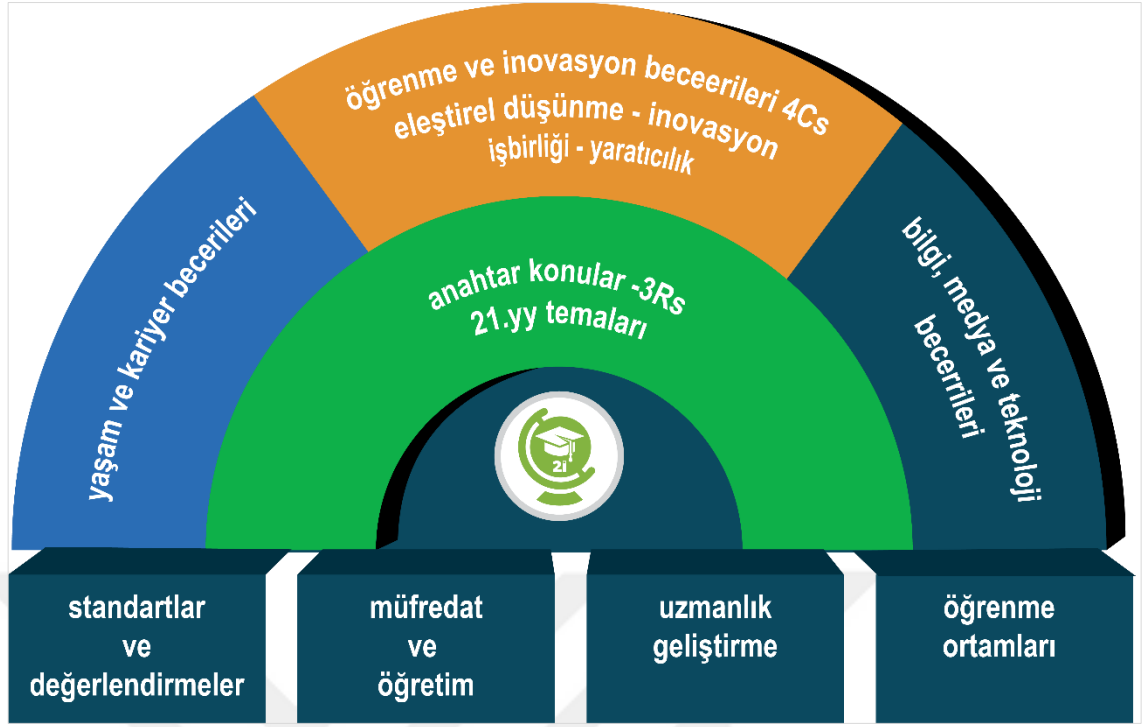 öğrenme ve inovasyon beceerileri 4Cs
eleştirel düşünme - inovasyon
işbirliği - yaratıcılık
yaşam ve kariyer becerileri
bilgi, medya ve teknoloji
becerrileri
anahtar konular -3Rs
21.yy temaları
2i
standartlar
ve
değerlendirmeler
müfredat
ve
öğretim
uzmanlık
geliştirme
öğrenme
ortamları